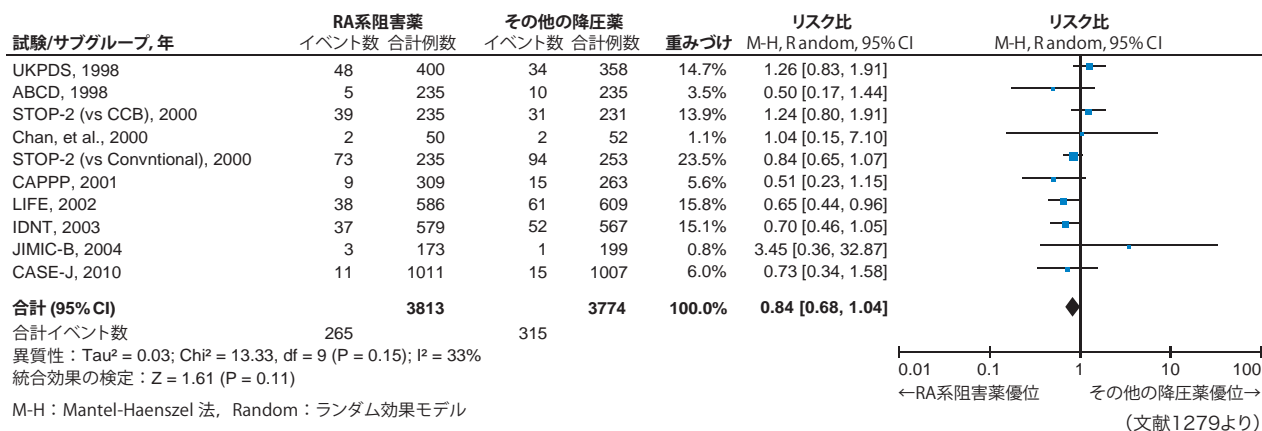 RA系阻害薬 その他の降圧薬 リスク比 リスク比
試験/サブグループ, 年 イベント数 合計例数 イベント数 合計例数 重みづけ M-H, Random, 95% CI M-H, Random, 95% CI
UKPDS, 1998 48 400 34 358 14.7% 1.26 [0.83, 1.91]
ABCD, 1998 5 235 10 235 3.5% 0.50 [0.17, 1.44]
STOP-2 (vs CCB), 2000 39 235 31 231 13.9% 1.24 [0.80, 1.91]
Chan, et al., 2000 2 50 2 52 1.1% 1.04 [0.15, 7.10]
STOP-2 (vs Convntional), 2000 73 235 94 253 23.5% 0.84 [0.65, 1.07]
CAPPP, 2001 9 309 15 263 5.6% 0.51 [0.23, 1.15]
LIFE, 2002 38 586 61 609 15.8% 0.65 [0.44, 0.96]
IDNT, 2003 37 579 52 567 15.1% 0.70 [0.46, 1.05]
JIMIC-B, 2004 3 173 1 199 0.8% 3.45 [0.36, 32.87]
CASE-J, 2010 11 1011 15 1007 6.0% 0.73 [0.34, 1.58]
合計 (95% CI) 3813 3774 100.0% 0.84 [0.68, 1.04]
合計イベント数 265 315
異質性：Tau² = 0.03; Chi² = 13.33, df = 9 (P = 0.15); I² = 33%
統合効果の検定：Z = 1.61 (P = 0.11)
0.01 0.1 1 10 100
←RA系阻害薬優位 その他の降圧薬優位→
M-H：Mantel-Haenszel 法，Random：ランダム効果モデル
（文献1279より）